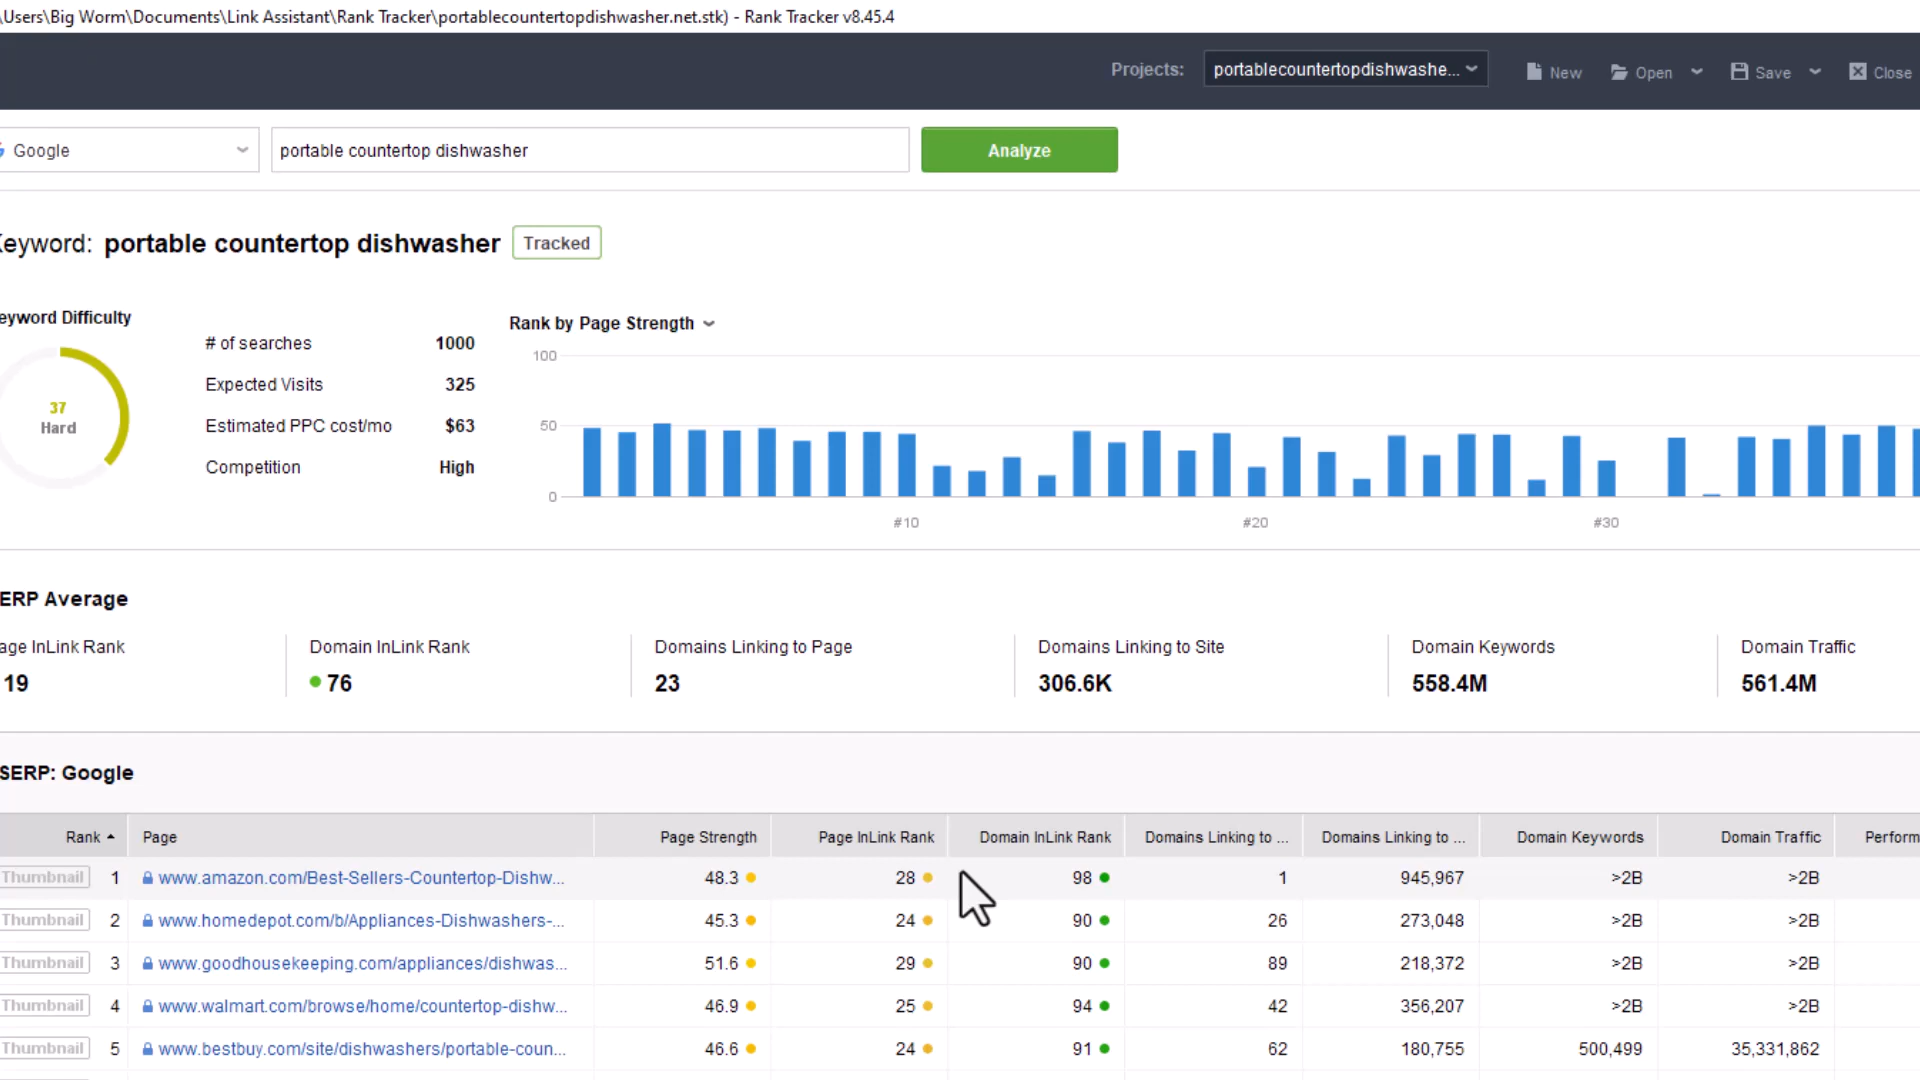 \Users\Big Worm\Documents\Link Assistant\Rank Tracker\portablecountertopdishwasher.net.stk) - Rank Tracker v8.45.4
Projects: portablecountertopdishwashe... New Open Save Close
Google portable countertop dishwasher Analyze
Keyword: portable countertop dishwasher Tracked
eyword Difficulty
37
Hard
# of searches 1000
Expected Visits 325
Estimated PPC cost/mo $63
Competition High
Rank by Page Strength
100
50
0
#10 #20 #30
ERP Average
age InLink Rank Domain InLink Rank Domains Linking to Page Domains Linking to Site Domain Keywords Domain Traffic
19 76 23 306.6K 558.4M 561.4M
SERP: Google
Rank Page Page Strength Page InLink Rank Domain InLink Rank Domains Linking to ... Domains Linking to ... Domain Keywords Domain Traffic Perform
Thumbnail 1 www.amazon.com/Best-Sellers-Countertop-Dishw... 48.3 28 98 1 945,967 >2B >2B
Thumbnail 2 www.homedepot.com/b/Appliances-Dishwashers-... 45.3 24 90 26 273,048 >2B >2B
Thumbnail 3 www.goodhousekeeping.com/appliances/dishwas... 51.6 29 90 89 218,372 >2B >2B
Thumbnail 4 www.walmart.com/browse/home/countertop-dishw... 46.9 25 94 42 356,207 >2B >2B
Thumbnail 5 www.bestbuy.com/site/dishwashers/portable-coun... 46.6 24 91 62 180,755 500,499 35,331,862